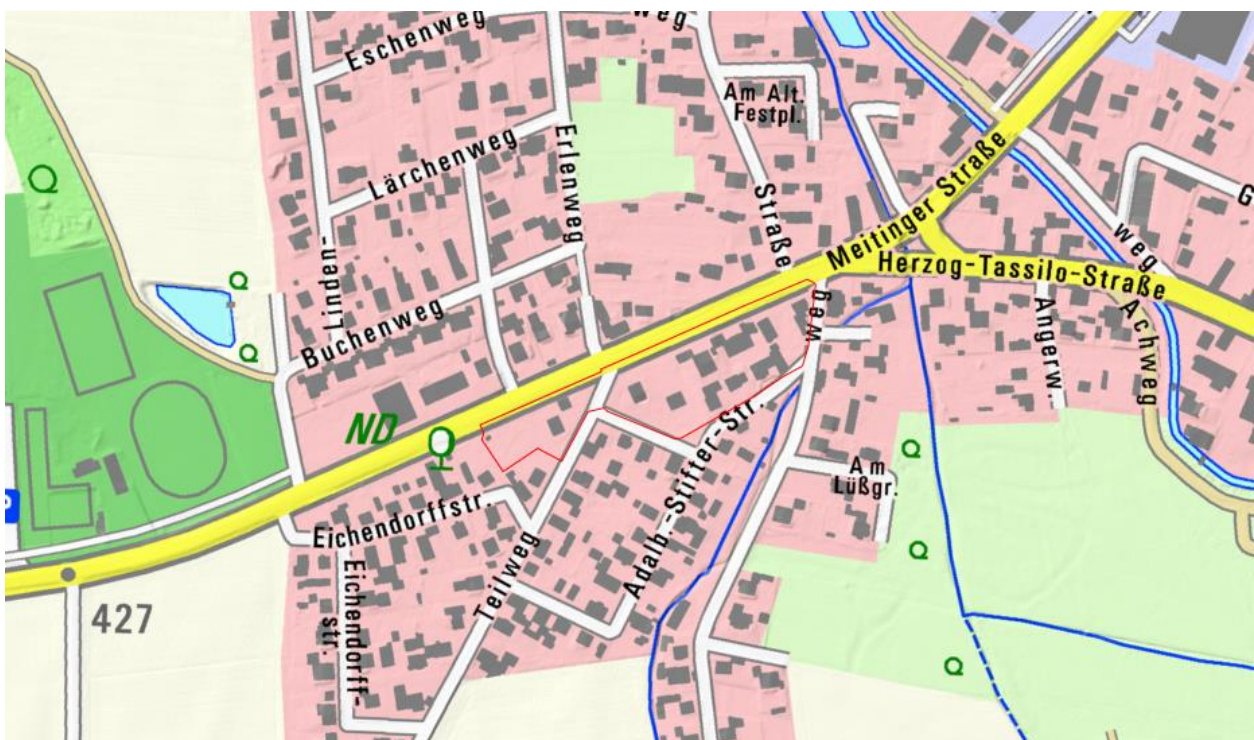 weg
Eschenweg
Am Alt.
Festpl.
Lärchenweg
Erlenweg
Straße
Meitinger Straße
G
weg
Linden-
Buchenweg
Herzog-Tassilo-Straße
weg
Angerw.
Achweg
ND
Adalb.-Stifter-Str.
Am
Lüßgr.
Eichendorffstr.
Teilweg
Eichendorff-
str.
427